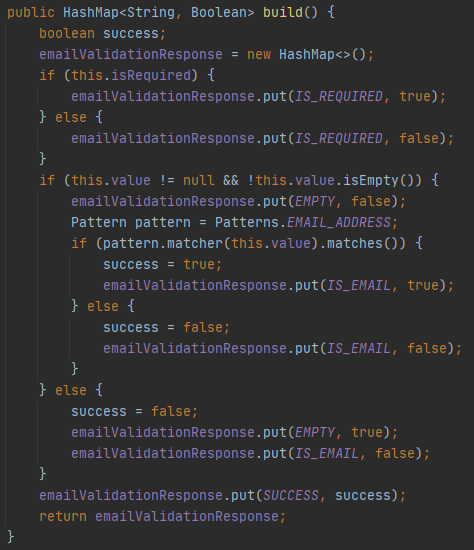 public HashMap<String, Boolean> build() {
    boolean success;
    emailValidationResponse = new HashMap<>();
    if (this.isRequired) {
        emailValidationResponse.put(IS_REQUIRED, true);
    } else {
        emailValidationResponse.put(IS_REQUIRED, false);
    }
    if (this.value != null && !this.value.isEmpty()) {
        emailValidationResponse.put(EMPTY, false);
        Pattern pattern = Patterns.EMAIL_ADDRESS;
        if (pattern.matcher(this.value).matches()) {
            success = true;
            emailValidationResponse.put(IS_EMAIL, true);
        } else {
            success = false;
            emailValidationResponse.put(IS_EMAIL, false);
        }
    } else {
        success = false;
        emailValidationResponse.put(EMPTY, true);
        emailValidationResponse.put(IS_EMAIL, false);
    }
    emailValidationResponse.put(SUCCESS, success);
    return emailValidationResponse;
}